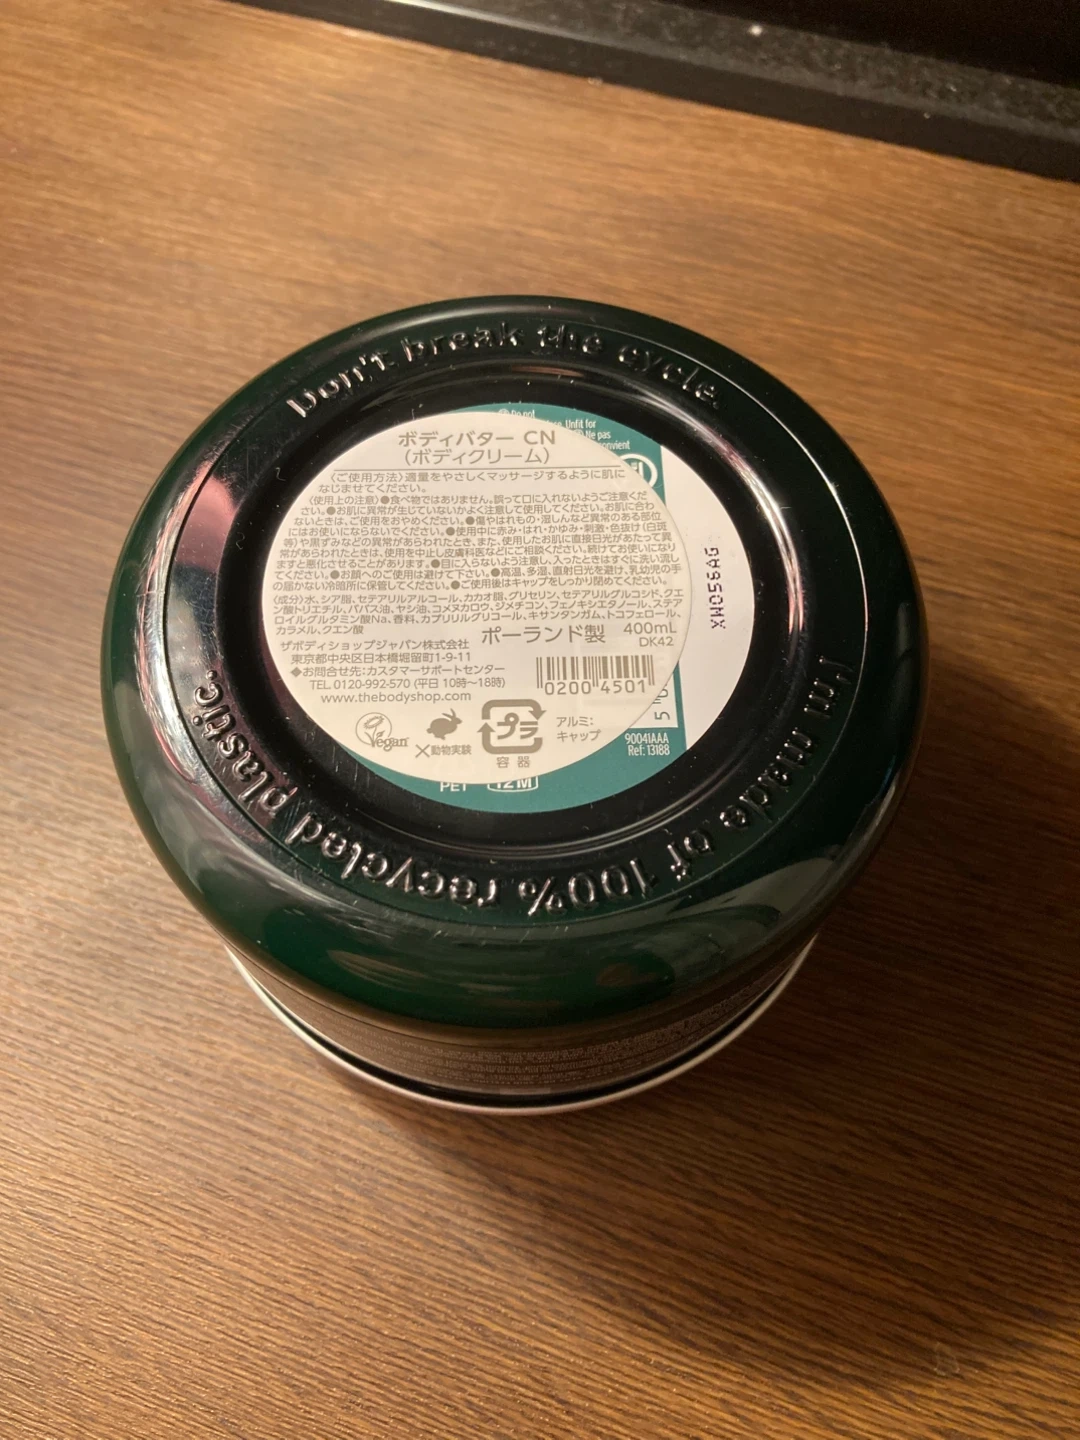 Don't break the cycle.
Do not
Unfit for
Ne pas
convient
ボディバター CN
(ボディクリーム)
〈ご使用方法〉適量をやさしくマッサージするように肌に
なじませてください。
〈使用上の注意〉●食べ物ではありません。誤って口に入れないようご注意くだ
さい。●お肌に異常が生じていないかよく注意して使用してください。お肌に合わ
ないときは、ご使用をおやめください。●傷やはれもの・湿しんなど異常のある部位
にはお使いにならないでください。●使用中に赤み・はれ・かゆみ・刺激・色抜け(白斑
等)や黒ずみなどの異常があらわれたとき、また、使用したお肌に直接日光があたって異
常があらわれたときは、使用を中止し皮膚科医などにご相談ください。続けてお使いになり
ますと悪化させることがあります。●目に入らないよう注意し、入ったときはすぐに洗い流し
てください。●お顔へのご使用は避けて下さい。●高温、多湿、直射日光を避け、乳幼児の手
の届かない冷暗所に保管してください。●ご使用後はキャップをしっかり閉めてください。
〈成分〉水、シア脂、セテアリルアルコール、カカオ脂、グリセリン、セテアリルグルコシド、クエ
ン酸トリエチル、ババス油、ヤシ油、コメヌカロウ、ジメチコン、フェノキシエタノール、ステア
ロイルグルタミン酸Na、香料、カプリリルグリコール、キサンタンガム、トコフェロール、
カラメル、クエン酸
ポーランド製 400mL
DK42
ザボディショップジャパン株式会社
東京都中央区日本橋堀留町1-9-11
◆お問合せ先:カスタマーサポートセンター
TEL. 0120-992-570 (平日 10時〜18時)
www.thebodyshop.com
0200 4501
Vegan
×動物実験
プラ
容器
アルミ:
キャップ
90041AAA
Ref: 13188
PET
12M
XW056AG
I'm made of 100% recycled plastic.